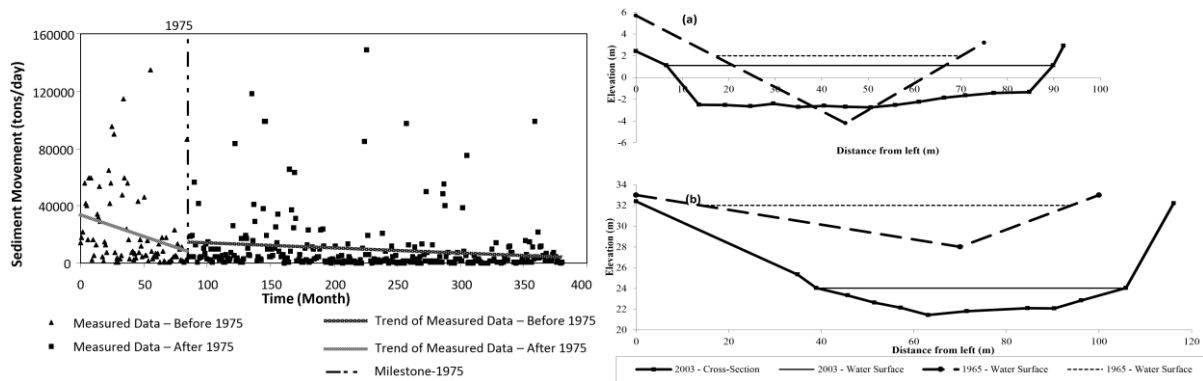 1975
160000
120000
80000
40000
0
Sediment Movement (tons/day)
0 50 100 150 200 250 300 350 400
Time (Month)
Measured Data – Before 1975
Trend of Measured Data – Before 1975
Measured Data – After 1975
Trend of Measured Data – After 1975
Milestone-1975
(a)
6
4
2
0
-2
-4
-6
Elevation (m)
0 10 20 30 40 50 60 70 80 90 100
Distance from left (m)
(b)
34
32
30
28
26
24
22
20
Elevation (m)
0 20 40 60 80 100 120
Distance from left (m)
2003 - Cross-Section
2003 - Water Surface
1965 - Water Surface
1965 - Water Surface